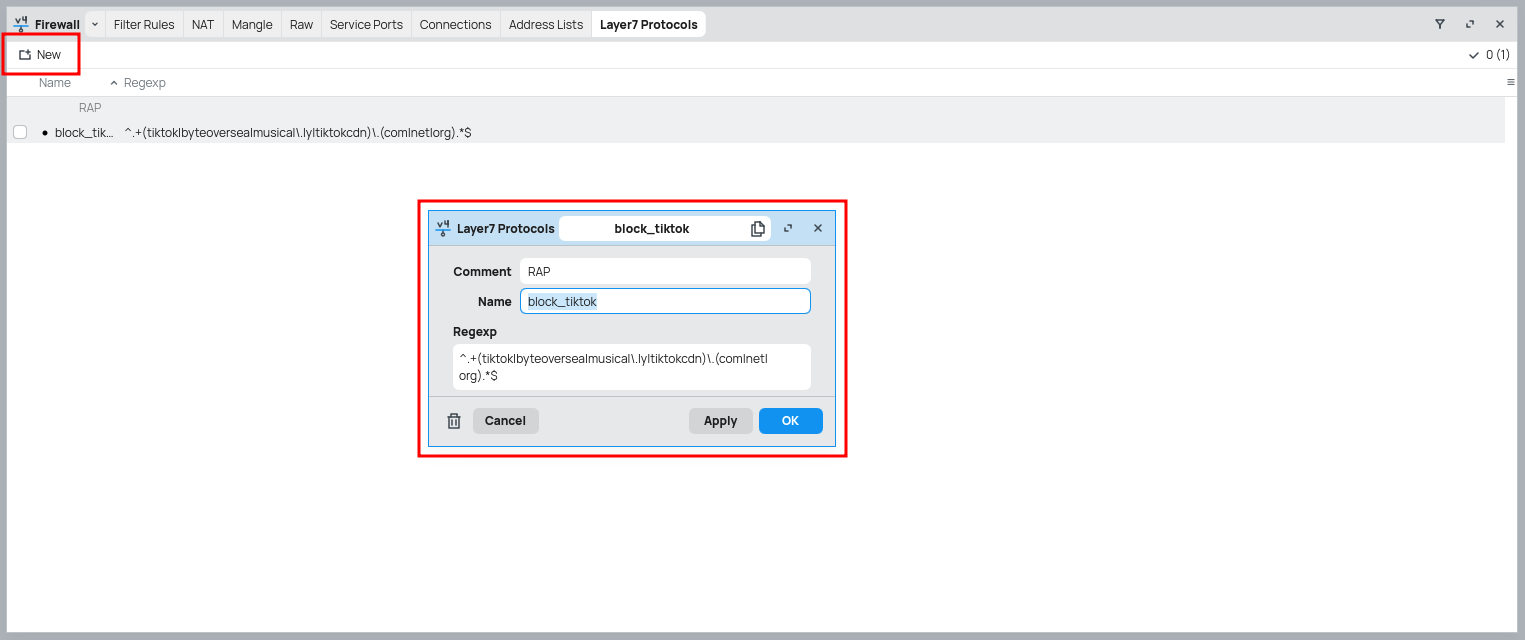 Firewall Filter Rules NAT Mangle Raw Service Ports Connections Address Lists Layer7 Protocols
New 0 (1)
Name Regexp
RAP
block_tik... ^.+(tiktok|byteoversea|musical\.ly|tiktokcdn)\.(com|net|org).*$
Layer7 Protocols block_tiktok
Comment RAP
Name block_tiktok
Regexp
^.+(tiktok|byteoversea|musical\.ly|tiktokcdn)\.(com|net|
org).*$
Cancel Apply OK